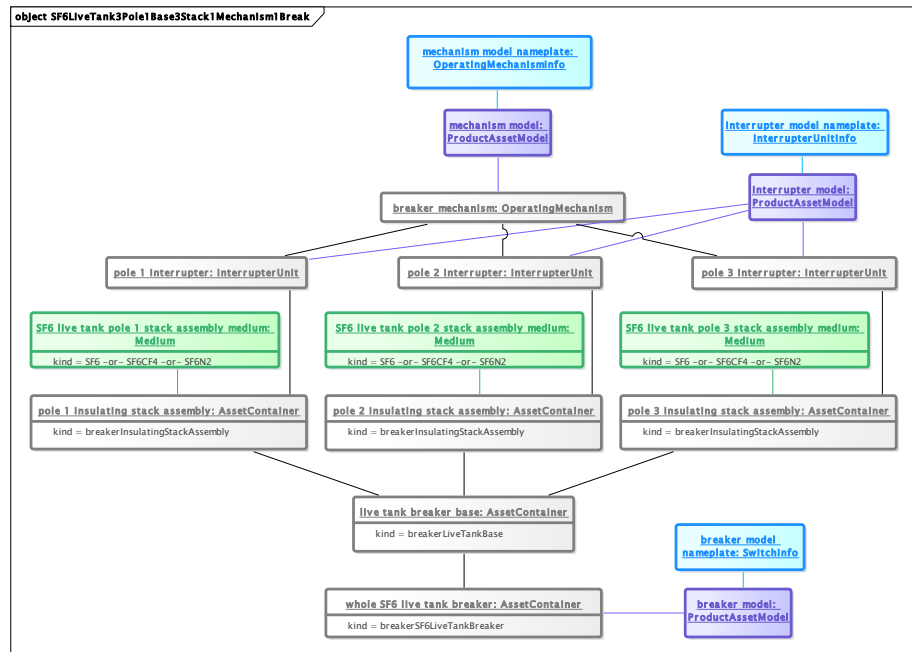 object SF6LiveTank3Pole1Base3Stack1Mechanism1Break
mechanism model nameplate:
OperatingMechanismInfo
mechanism model:
ProductAssetModel
Interrupter model nameplate:
InterrupterUnitInfo
Interrupter model:
ProductAssetModel
breaker mechanism: OperatingMechanism
pole 1 Interrupter: InterrupterUnit
pole 2 Interrupter: InterrupterUnit
pole 3 Interrupter: InterrupterUnit
SF6 live tank pole 1 stack assembly medium:
Medium
kind = SF6 -or- SF6CF4 -or- SF6N2
SF6 live tank pole 2 stack assembly medium:
Medium
kind = SF6 -or- SF6CF4 -or- SF6N2
SF6 live tank pole 3 stack assembly medium:
Medium
kind = SF6 -or- SF6CF4 -or- SF6N2
pole 1 Insulating stack assembly: AssetContainer
kind = breakerInsulatingStackAssembly
pole 2 Insulating stack assembly: AssetContainer
kind = breakerInsulatingStackAssembly
pole 3 Insulating stack assembly: AssetContainer
kind = breakerInsulatingStackAssembly
live tank breaker base: AssetContainer
kind = breakerLiveTankBase
breaker model
nameplate: SwitchInfo
whole SF6 live tank breaker: AssetContainer
kind = breakerSF6LiveTankBreaker
breaker model:
ProductAssetModel